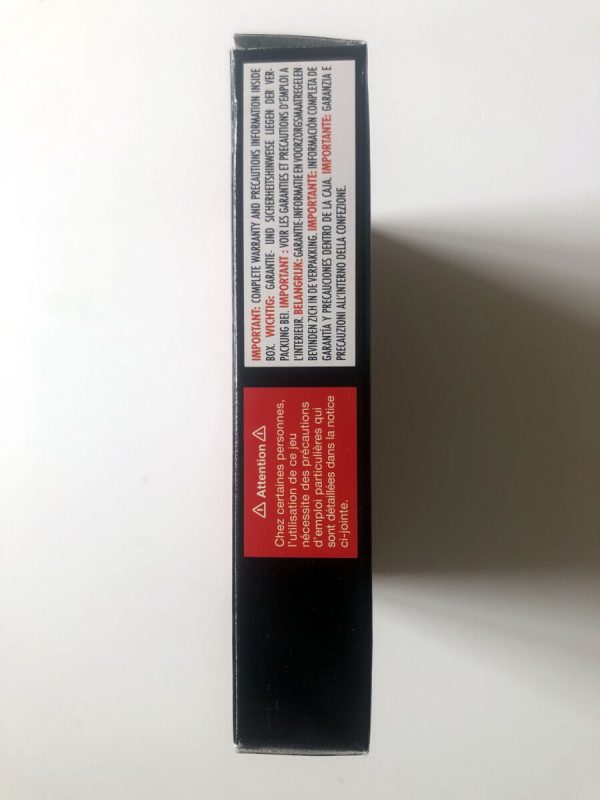 IMPORTANT: COMPLETE WARRANTY AND PRECAUTIONS INFORMATION INSIDE
BOX. WICHTIG: GARANTIE- UND SICHERHEITSHINWEISE LIEGEN DER VER-
PACKUNG BEI. IMPORTANT : VOIR LES GARANTIES ET PRECAUTIONS D'EMPLOI A
L'INTERIEUR. BELANGRIJK: GARANTIE-INFORMATIE EN VOORZORGSMAATREGELEN
BEVINDEN ZICH IN DE VERPAKKING. IMPORTANTE: INFORMACIÓN COMPLETA DE
GARANTÍA Y PRECAUCIONES DENTRO DE LA CAJA. IMPORTANTE: GARANZIA E
PRECAUZIONI ALL'INTERNO DELLA CONFEZIONE.
⚠ Attention ⚠
Chez certaines personnes,
l'utilisation de ce jeu
nécessite des précautions
d'emploi particulières qui
sont détaillées dans la notice
ci-jointe.